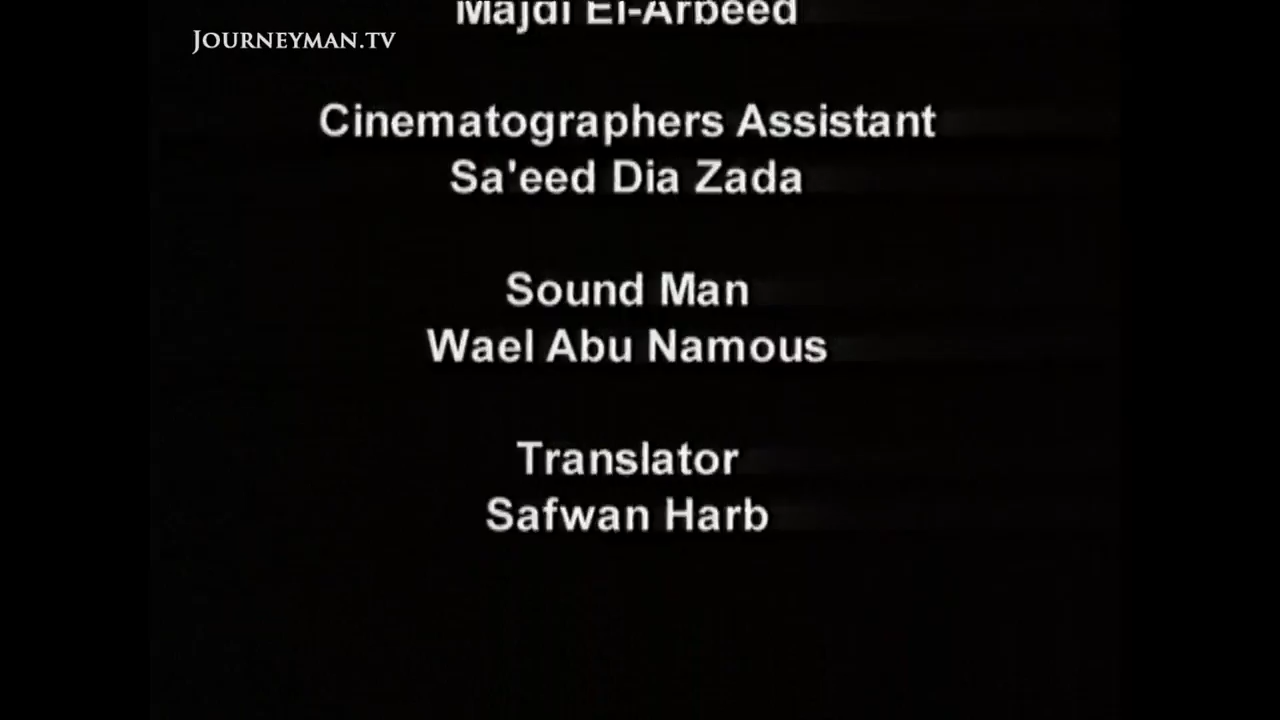 Majdi El-Arbeed
JOURNEYMAN.TV
Cinematographers Assistant
Sa'eed Dia Zada
Sound Man
Wael Abu Namous
Translator
Safwan Harb